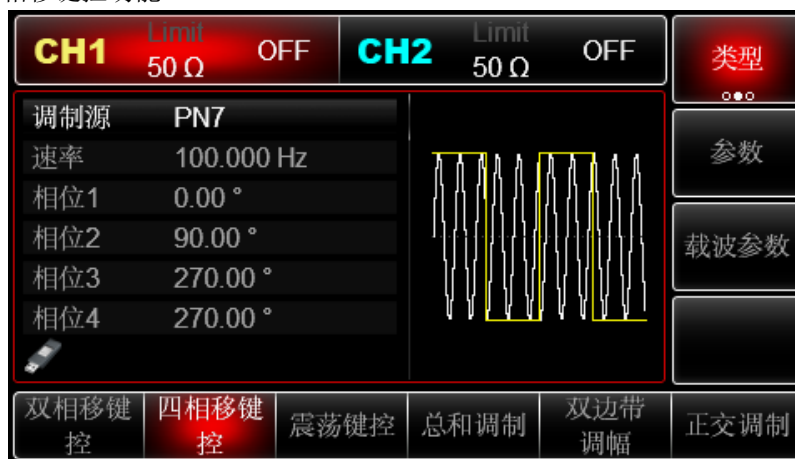 CH1 Limit 50 Ω OFF CH2 Limit 50 Ω OFF
类型
调制源 PN7
速率 100.000 Hz
相位1 0.00 °
相位2 90.00 °
相位3 270.00 °
相位4 270.00 °
参数
载波参数
双相移键控
四相移键控
震荡键控
总和调制
双边带调幅
正交调制